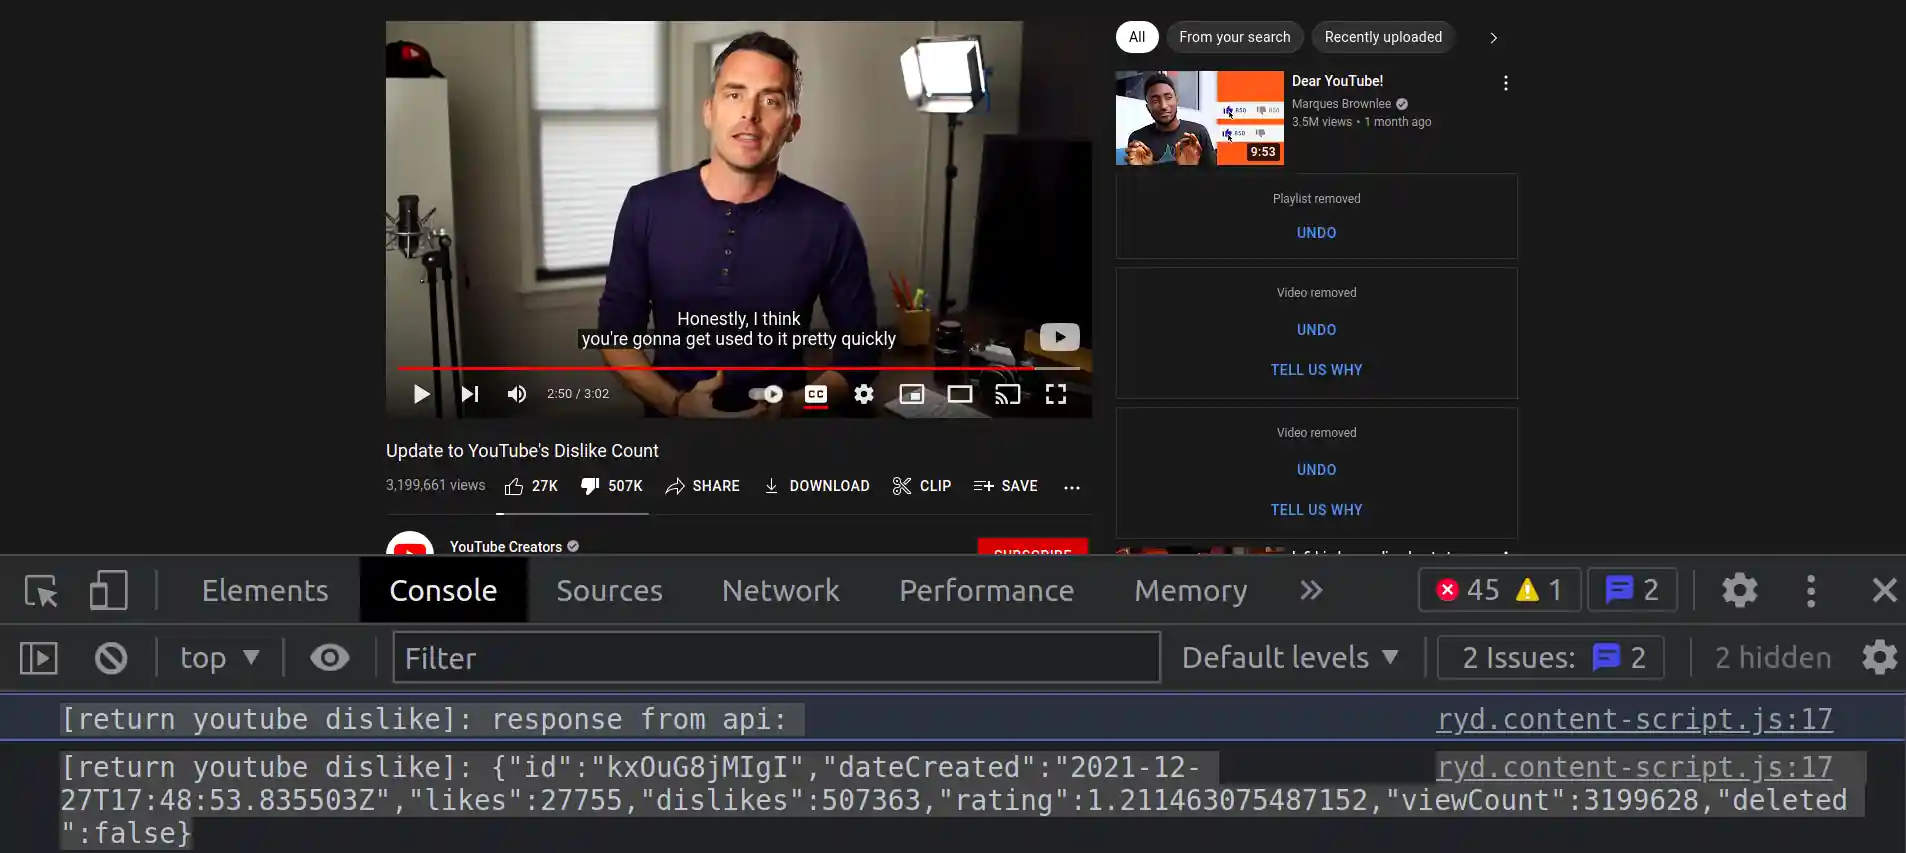 Honestly, I think
you're gonna get used to it pretty quickly
2:50 / 3:02
CC
Update to YouTube's Dislike Count
3,199,661 views 27K 507K SHARE DOWNLOAD CLIP SAVE
YouTube Creators
SUBSCRIBE
All From your search Recently uploaded
850 850
850
9:53
Dear YouTube!
Marques Brownlee
3.5M views • 1 month ago
Playlist removed
UNDO
Video removed
UNDO
TELL US WHY
Video removed
UNDO
TELL US WHY
Elements Console Sources Network Performance Memory 45 1 2
top Filter Default levels 2 Issues: 2 2 hidden
[return youtube dislike]: response from api: ryd.content-script.js:17
[return youtube dislike]: {"id":"kxOuG8jMIgI","dateCreated":"2021-12- ryd.content-script.js:17
27T17:48:53.835503Z","likes":27755,"dislikes":507363,"rating":1.211463075487152,"viewCount":3199628,"deleted
":false}